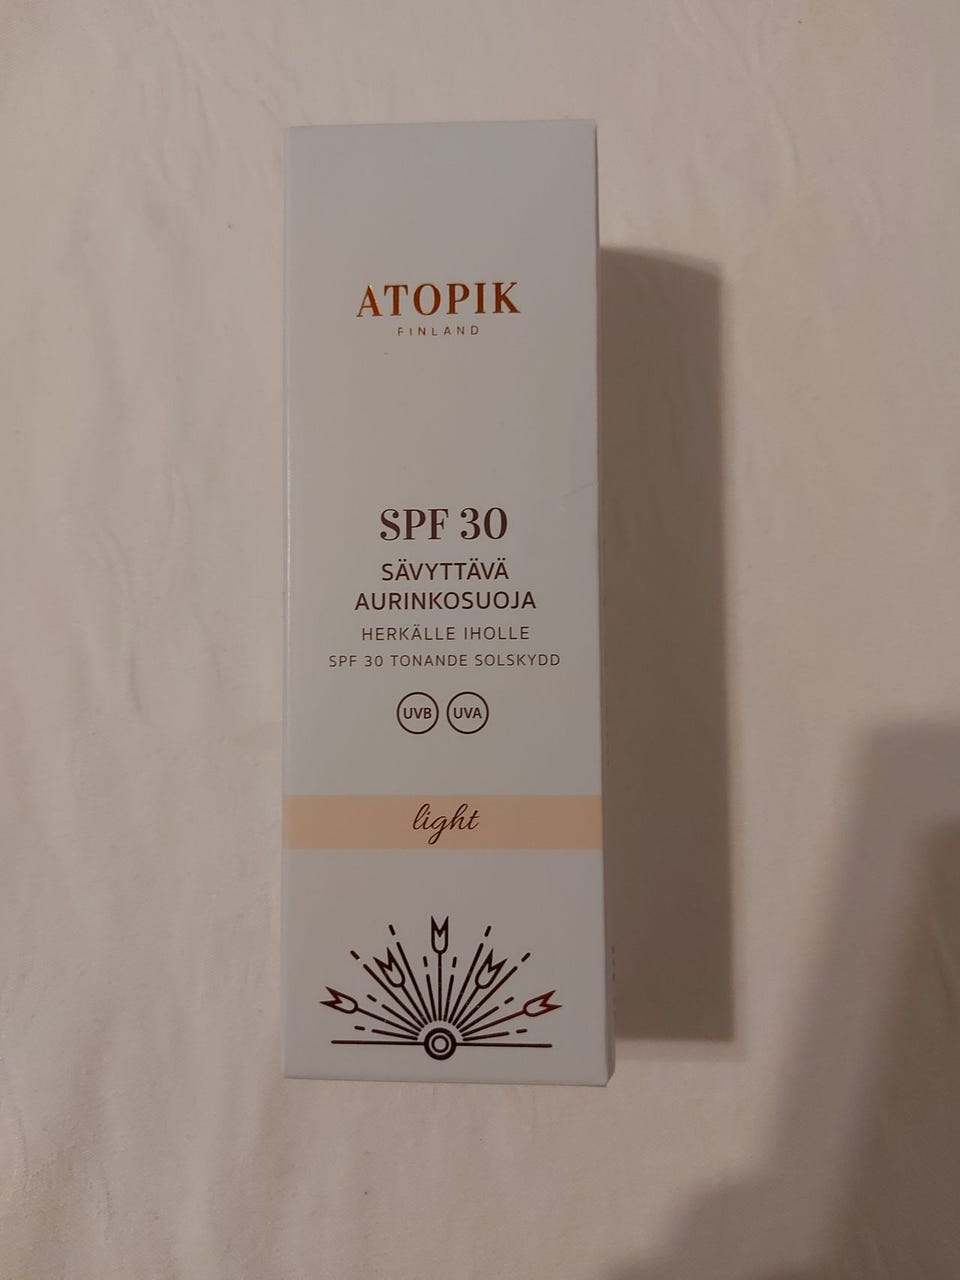 ATOPIK
FINLAND
SPF 30
SÄVYTTÄVÄ
AURINKOSUOJA
HERKÄLLE IHOLLE
SPF 30 TONANDE SOLSKYDD
UVB UVA
light